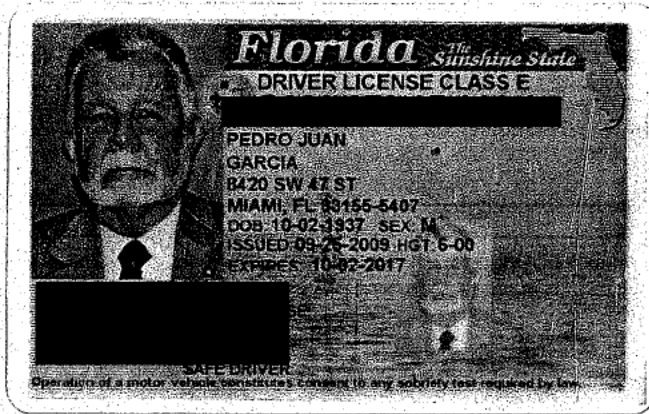 Florida The Sunshine State
DRIVER LICENSE CLASS E
PEDRO JUAN
GARCIA
8420 SW 47 ST
MIAMI, FL 33155-5407
DOB: 10-02-1937 SEX: M
ISSUED: 09-25-2009 HGT: 6-00
EXPIRES: 10-02-2017
SAFE DRIVER
Operation of a motor vehicle constitutes consent to any sobriety test required by law.